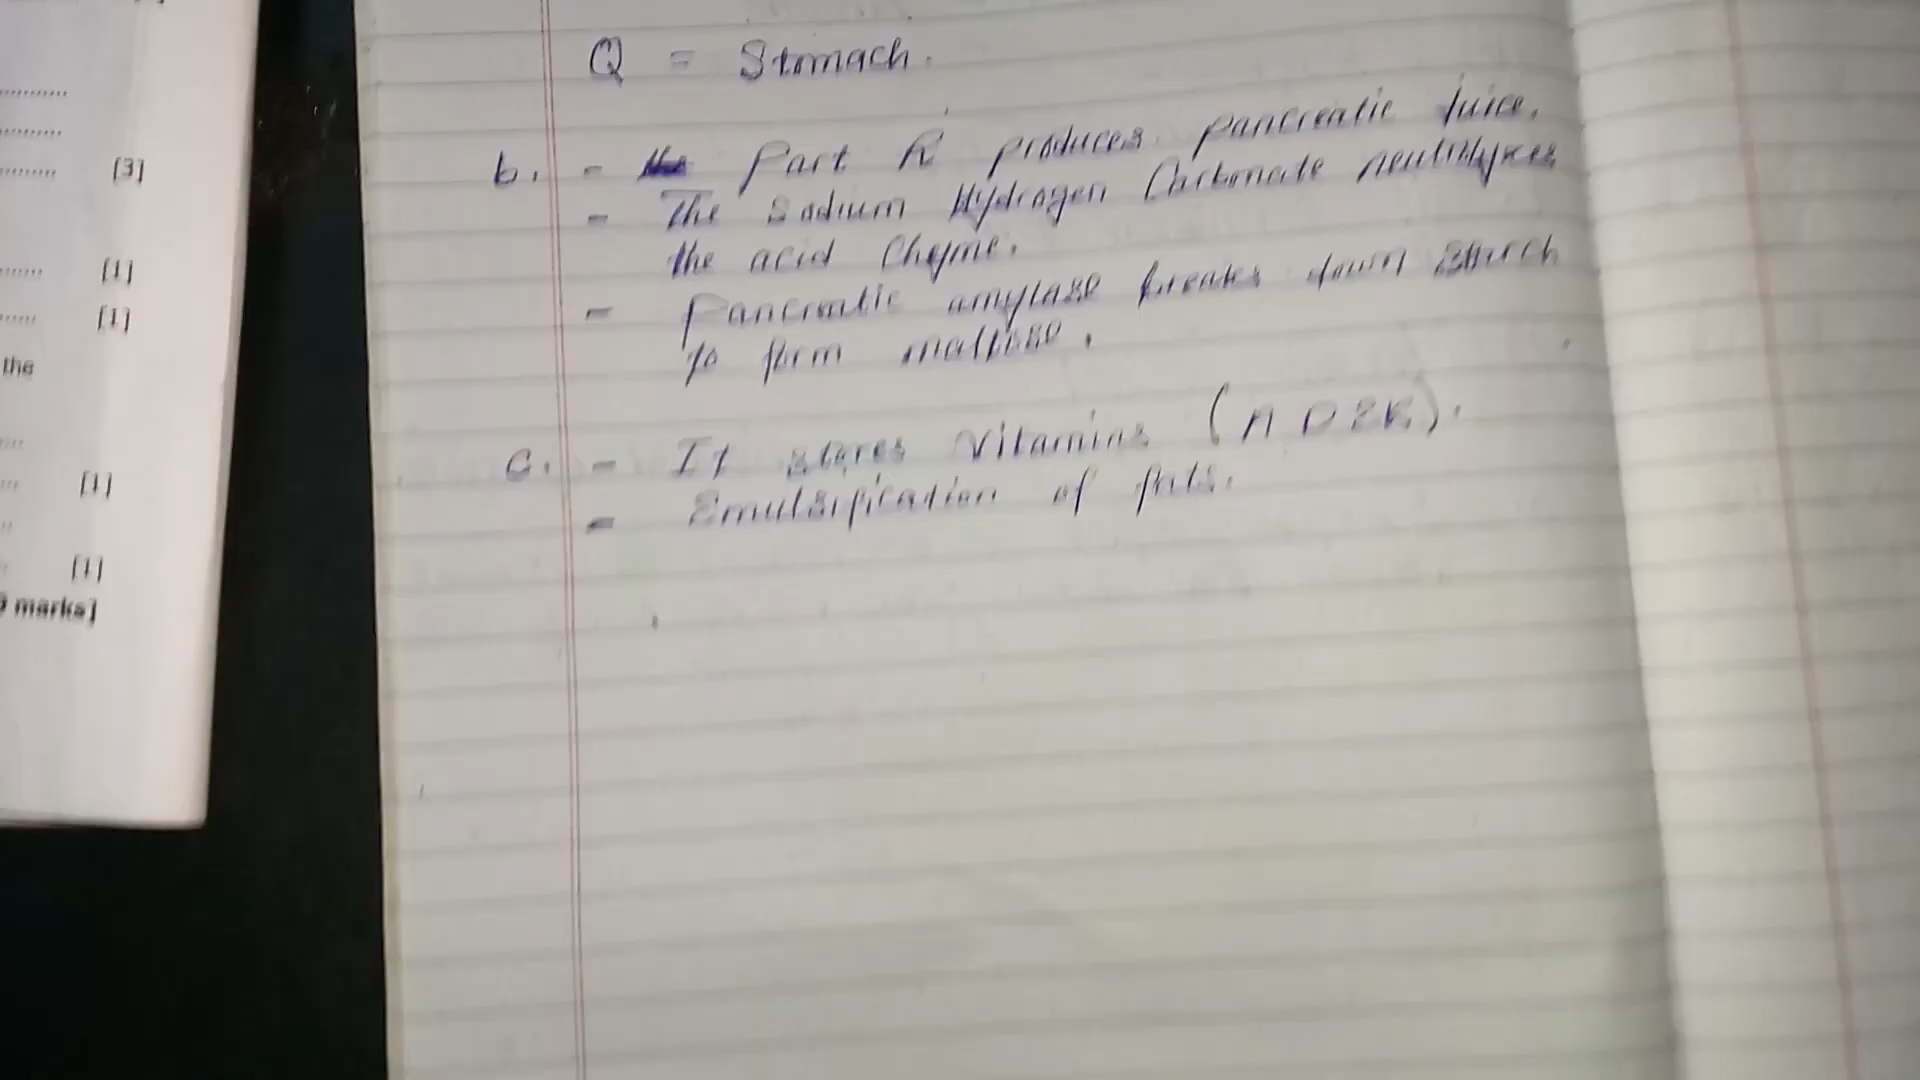 [3]
[1]
[1]
the
[1]
[1]
marks]
Q = Stomach.
b. - Part R produces pancreatic juice.
- The Sodium Hydrogen Carbonate neutralyzes
the acid Chyme.
- Pancreatic amylase breaks down starch
to form maltose.
c. - It stores Vitamins (A D E K).
- Emulsification of fats.